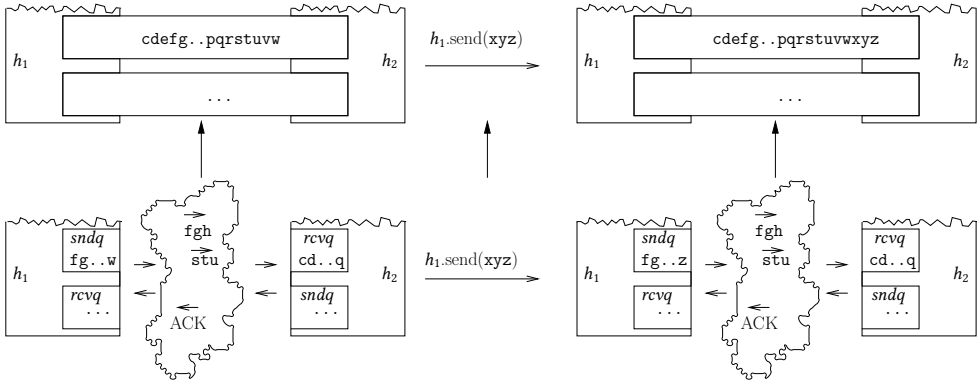 cdefg..pqrstuvw
h₁
h₂
...
h₁.send(xyz)
cdefg..pqrstuvwxyz
h₁
h₂
...
sndq
fg..w
h₁
rcvq
...
fgh
stu
ACK
rcvq
cd..q
h₂
sndq
...
h₁.send(xyz)
sndq
fg..z
h₁
rcvq
...
fgh
stu
ACK
rcvq
cd..q
h₂
sndq
...